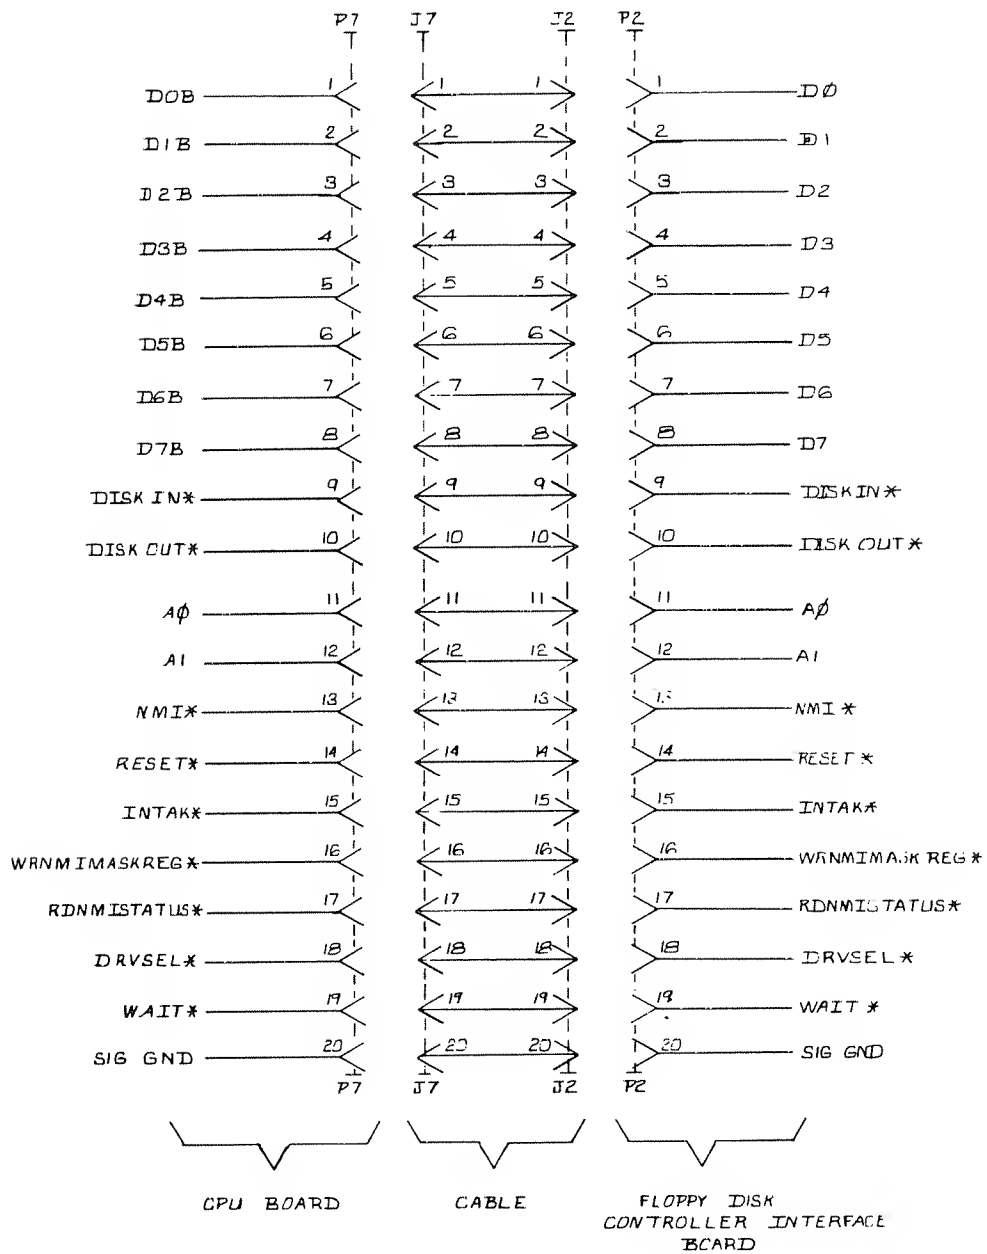 P7 J7 J2 P2
D0B 1 1 1 1 DØ
D1B 2 2 2 2 D1
D2B 3 3 3 3 D2
D3B 4 4 4 4 D3
D4B 5 5 5 5 D4
D5B 6 6 6 6 D5
D6B 7 7 7 7 D6
D7B 8 8 8 8 D7
DISK IN* 9 9 9 9 DISK IN*
DISK OUT* 10 10 10 10 DISK OUT*
AØ 11 11 11 11 AØ
A1 12 12 12 12 A1
NMI* 13 13 13 13 NMI*
RESET* 14 14 14 14 RESET*
INTAK* 15 15 15 15 INTAK*
WRNMIMASKREG* 16 16 16 16 WRNMIMASKREG*
RDNMISTATUS* 17 17 17 17 RDNMISTATUS*
DRVSEL* 18 18 18 18 DRVSEL*
WAIT* 19 19 19 19 WAIT*
SIG GND 20 20 20 20 SIG GND
P7 J7 J2 P2
CPU BOARD
CABLE
FLOPPY DISK
CONTROLLER INTERFACE
BOARD